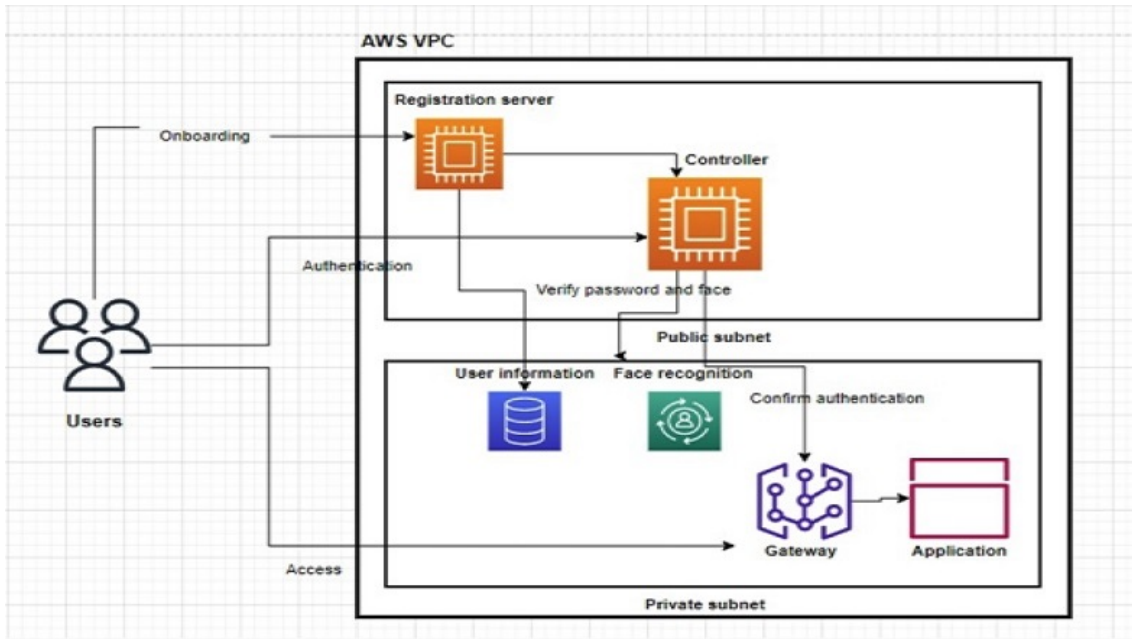 AWS VPC
Registration server
Onboarding
Controller
Authentication
Verify password and face
Public subnet
User information
Face recognition
Confirm authentication
Users
Gateway
Application
Access
Private subnet